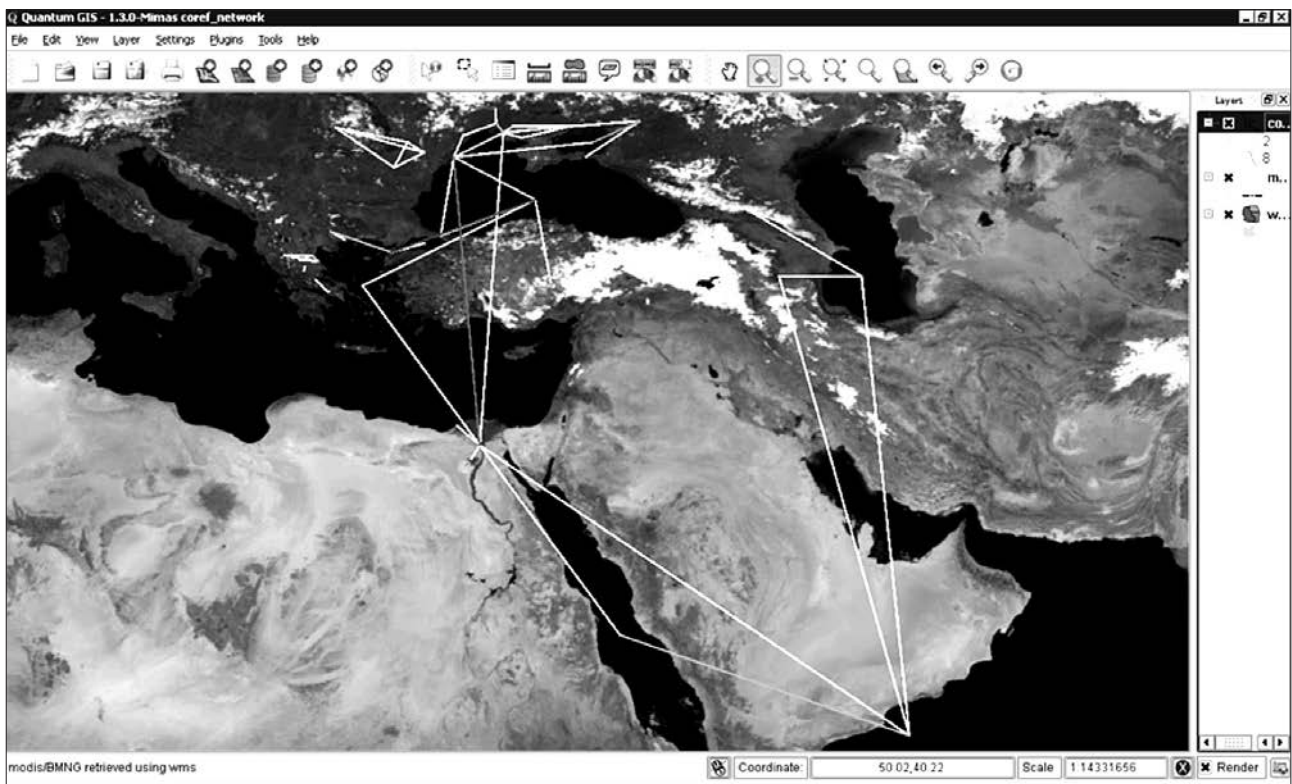 Quantum GIS - 1.3.0-Mimas coref_network
File Edit View Layer Settings Plugins Tools Help
Layers
co..
2
8
m..
w...
modis/BMNG retrieved using wms
Coordinate:
50.02,40.22
Scale
1:14331656
Render